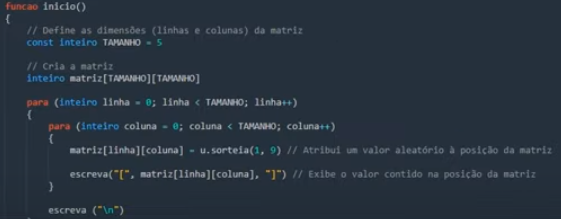 funcao inicio()
{
// Define as dimensões (linhas e colunas) da matriz
const inteiro TAMANHO = 5
// Cria a matriz
inteiro matriz[TAMANHO][TAMANHO]
para (inteiro linha = 0; linha < TAMANHO; linha++)
{
para (inteiro coluna = 0; coluna < TAMANHO; coluna++)
{
matriz[linha][coluna] = u.sorteia(1, 9) // Atribui um valor aleatório à posição da matriz
escreva("[", matriz[linha][coluna], "]") // Exibe o valor contido na posição da matriz
}
escreva ("\n")